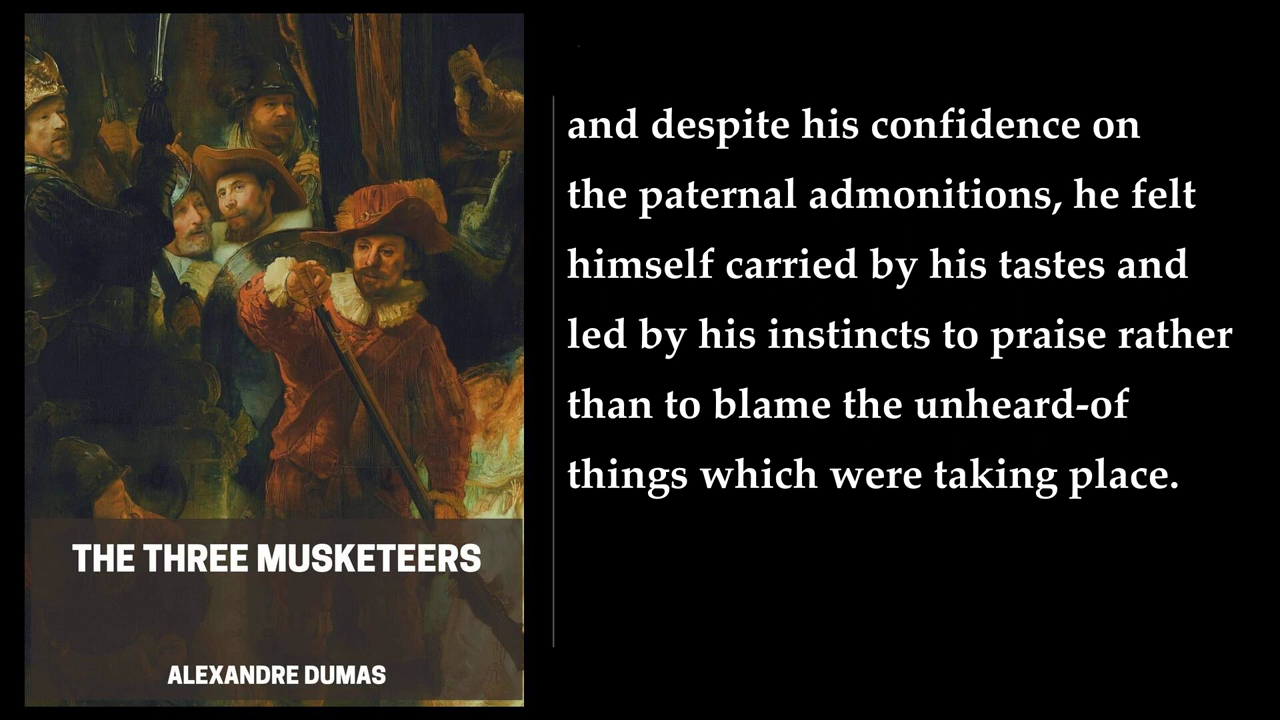 THE THREE MUSKETEERS
ALEXANDRE DUMAS
and despite his confidence on
the paternal admonitions, he felt
himself carried by his tastes and
led by his instincts to praise rather
than to blame the unheard-of
things which were taking place.